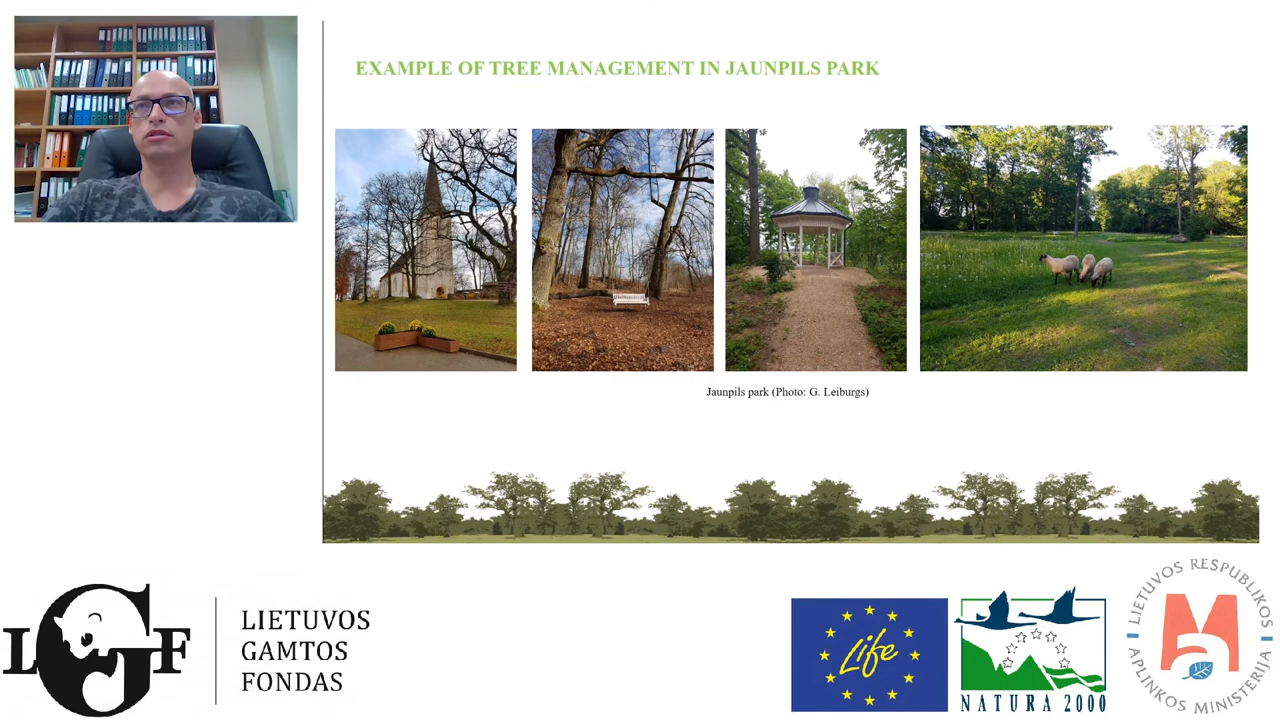 EXAMPLE OF TREE MANAGEMENT IN JAUNPILS PARK
Jaunpils park (Photo: G. Leiburgs)
LGF
LIETUVOS
GAMTOS
FONDAS
Life
NATURA 2000
LIETUVOS RESPUBLIKOS
APLINKOS MINISTERIJA